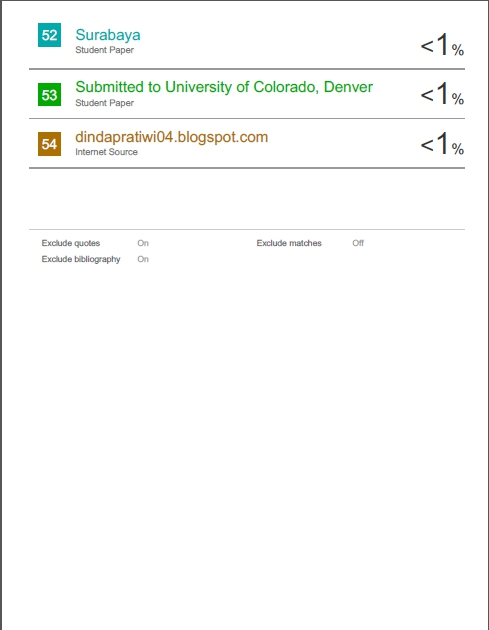 52 Surabaya <1%
Student Paper
53 Submitted to University of Colorado, Denver <1%
Student Paper
54 dindapratiwi04.blogspot.com <1%
Internet Source
Exclude quotes On Exclude matches Off
Exclude bibliography On